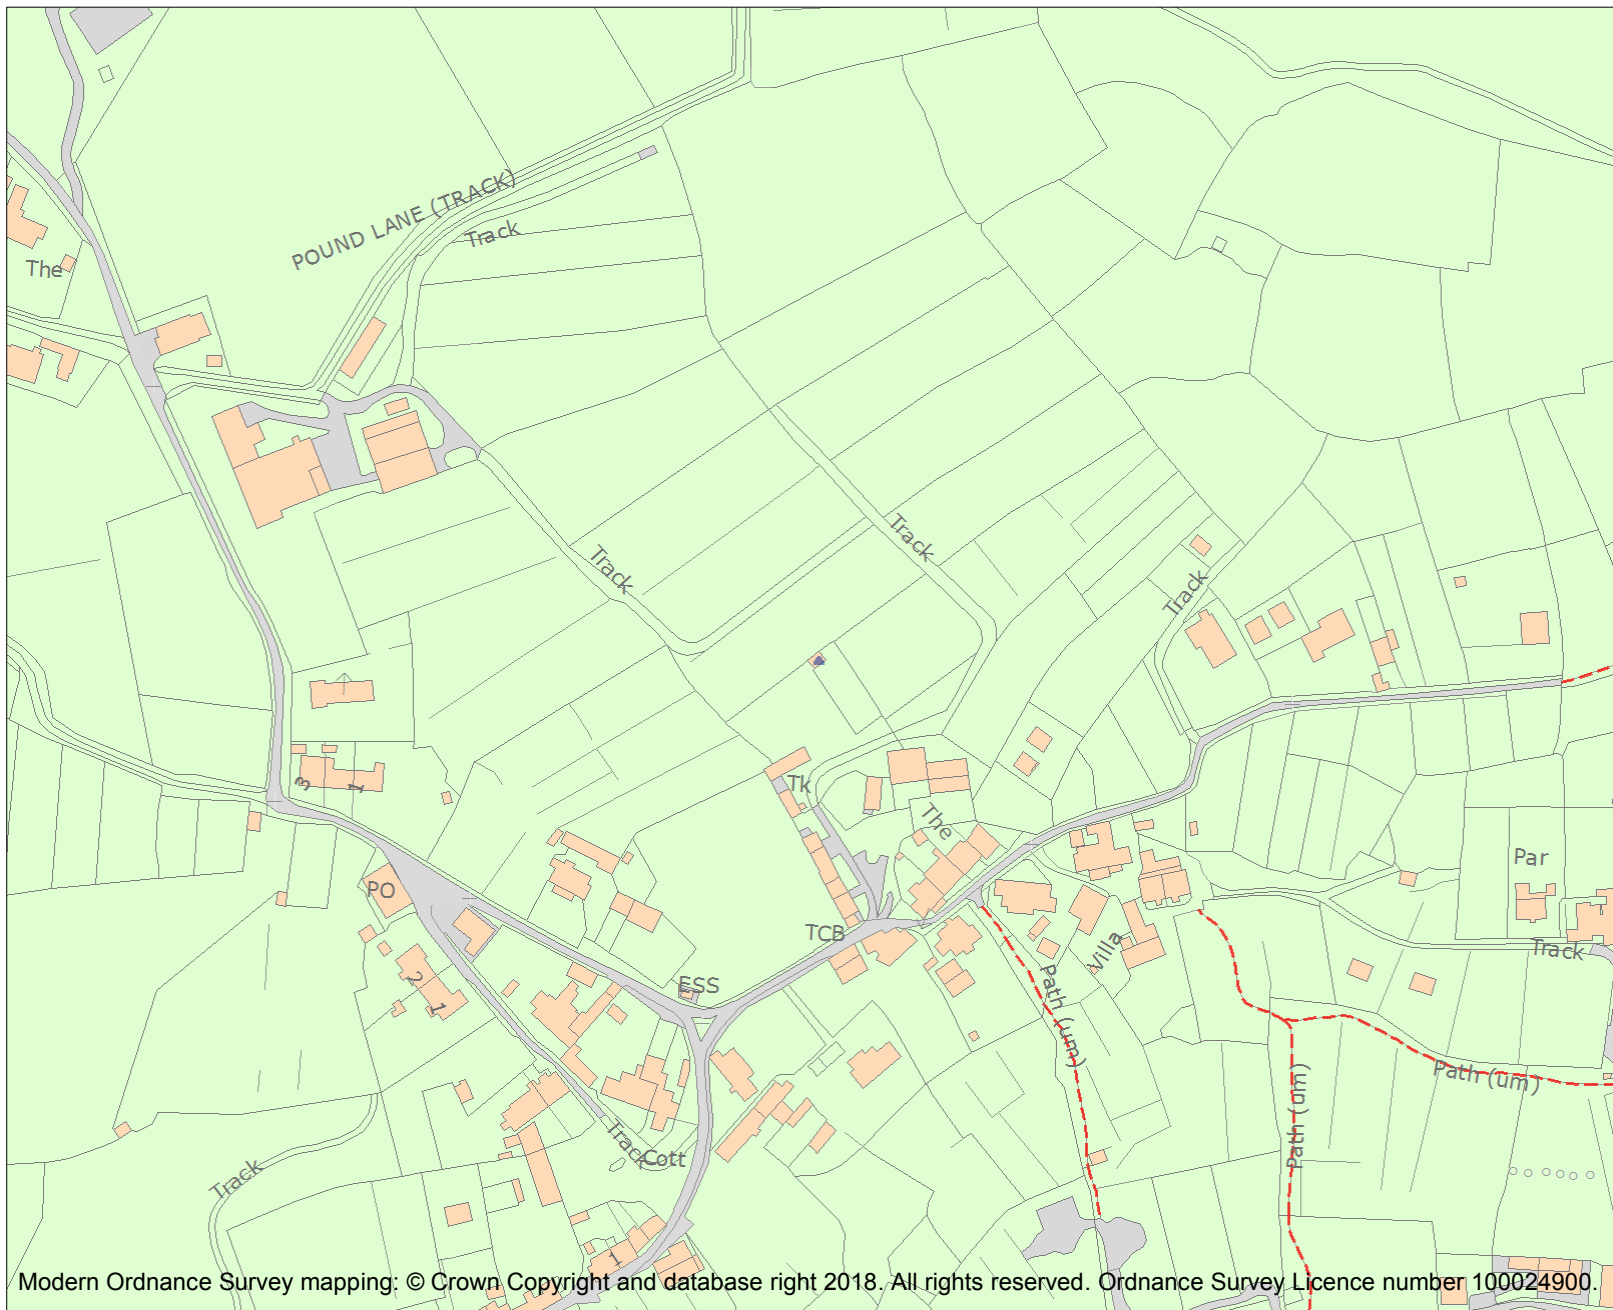 POUND LANE (TRACK)
Track
The
Track
Track
Track
Tk
3
1
The
PO
Par
TCB
Track
Villa
2
1
ESS
Path (um)
Path (um)
Path (um)
Track
Cott
Track
1
Modern Ordnance Survey mapping: © Crown Copyright and database right 2018. All rights reserved. Ordnance Survey Licence number 100024900.